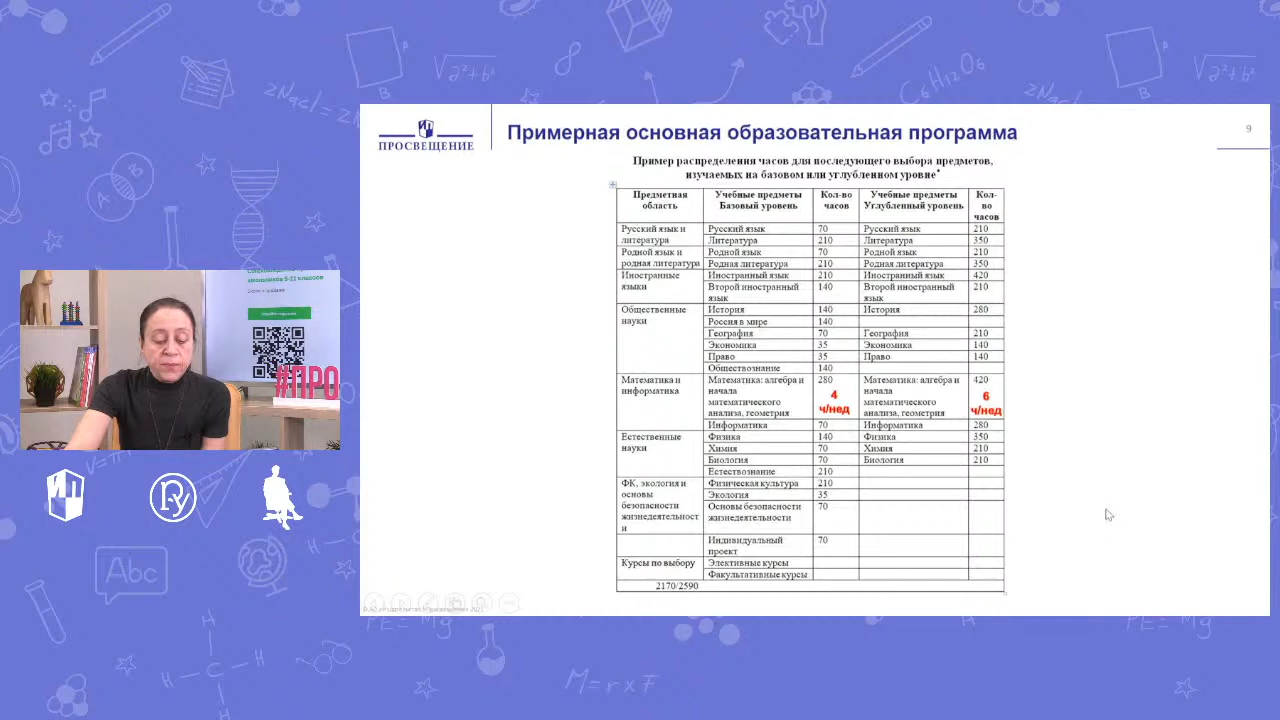 ПРОСВЕЩЕНИЕ
Примерная основная образовательная программа
9
Пример распределения часов для последующего выбора предметов,
изучаемых на базовом или углубленном уровне*
Предметная область | Учебные предметы Базовый уровень | Кол-во часов | Учебные предметы Углубленный уровень | Кол-во часов
Русский язык и литература | Русский язык | 70 | Русский язык | 210
Литература | 210 | Литература | 350
Родной язык и родная литература | Родной язык | 70 | Родной язык | 210
Родная литература | 210 | Родная литература | 350
Иностранные языки | Иностранный язык | 210 | Иностранный язык | 420
Второй иностранный язык | 140 | Второй иностранный язык | 210
Общественные науки | История | 140 | История | 280
Россия в мире | 140
География | 70 | География | 210
Экономика | 35 | Экономика | 140
Право | 35 | Право | 140
Обществознание | 140
Математика и информатика | Математика: алгебра и начала математического анализа, геометрия | 280 4 ч/нед | Математика: алгебра и начала математического анализа, геометрия | 420 6 ч/нед
Информатика | 70 | Информатика | 280
Естественные науки | Физика | 140 | Физика | 350
Химия | 70 | Химия | 210
Биология | 70 | Биология | 210
Естествознание | 210
ФК, экология и основы безопасности жизнедеятельности | Физическая культура | 210
Экология | 35
Основы безопасности жизнедеятельности | 70
Индивидуальный проект | 70
Курсы по выбору | Элективные курсы
Факультативные курсы
2170/2590
#ПРО
5-11 классов
Abc
M=rxF
C₆H₁₂O₆